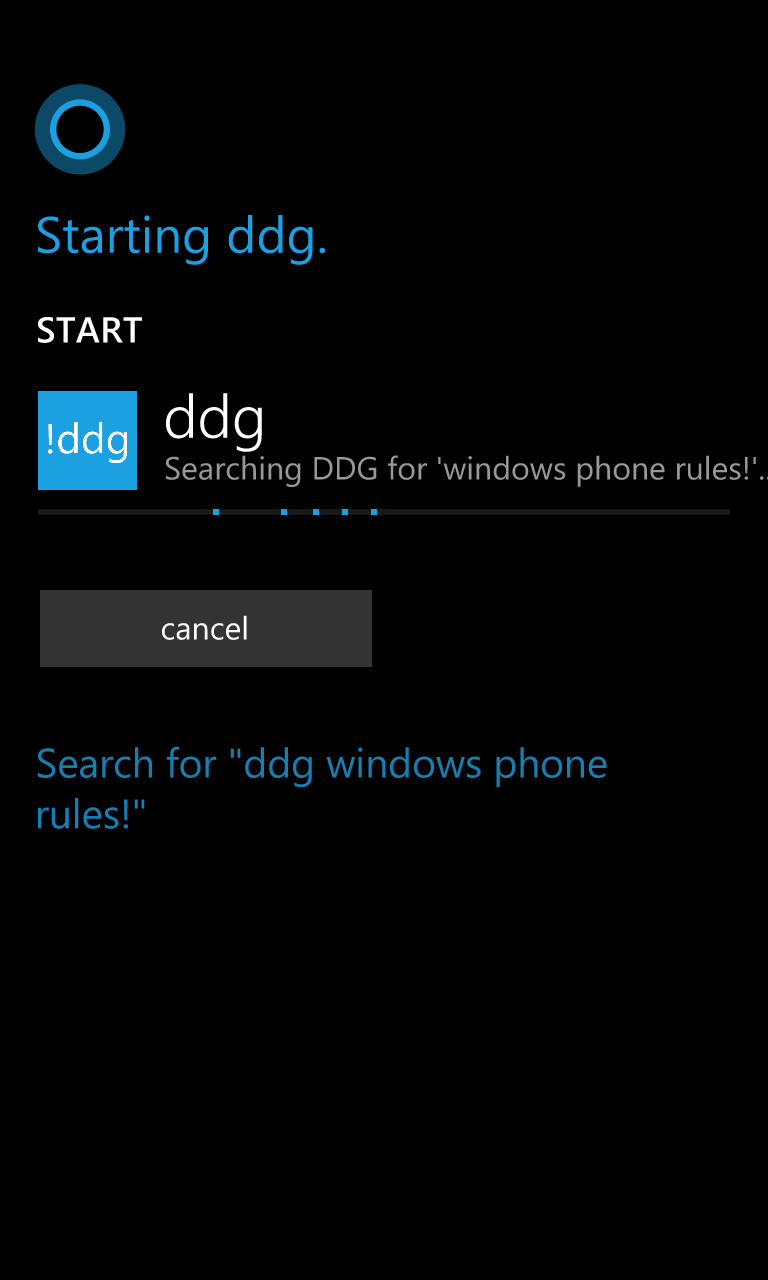 Starting ddg.
START
!ddg
ddg
Searching DDG for 'windows phone rules!'..
cancel
Search for "ddg windows phone
rules!"